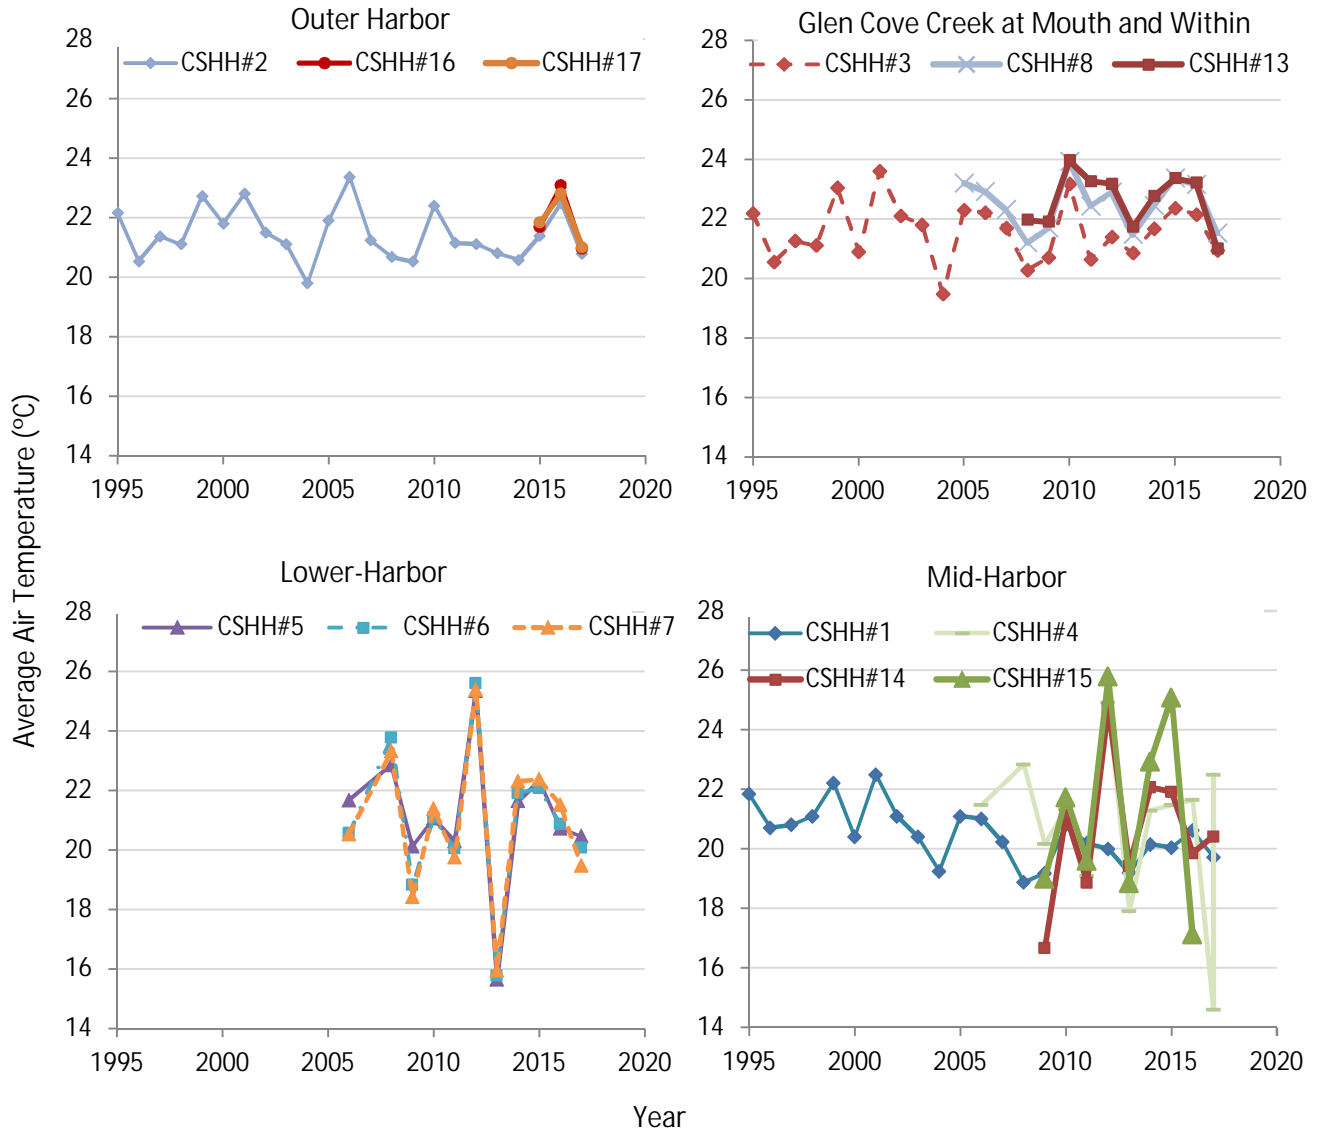 Outer Harbor
CSHH#2 CSHH#16 CSHH#17
28
26
24
22
20
18
16
14
1995 2000 2005 2010 2015 2020
Glen Cove Creek at Mouth and Within
CSHH#3 CSHH#8 CSHH#13
28
26
24
22
20
18
16
14
1995 2000 2005 2010 2015 2020
Average Air Temperature (ºC)
Lower-Harbor
CSHH#5 CSHH#6 CSHH#7
28
26
24
22
20
18
16
14
1995 2000 2005 2010 2015 2020
Mid-Harbor
CSHH#1 CSHH#4
CSHH#14 CSHH#15
28
26
24
22
20
18
16
14
1995 2000 2005 2010 2015 2020
Year